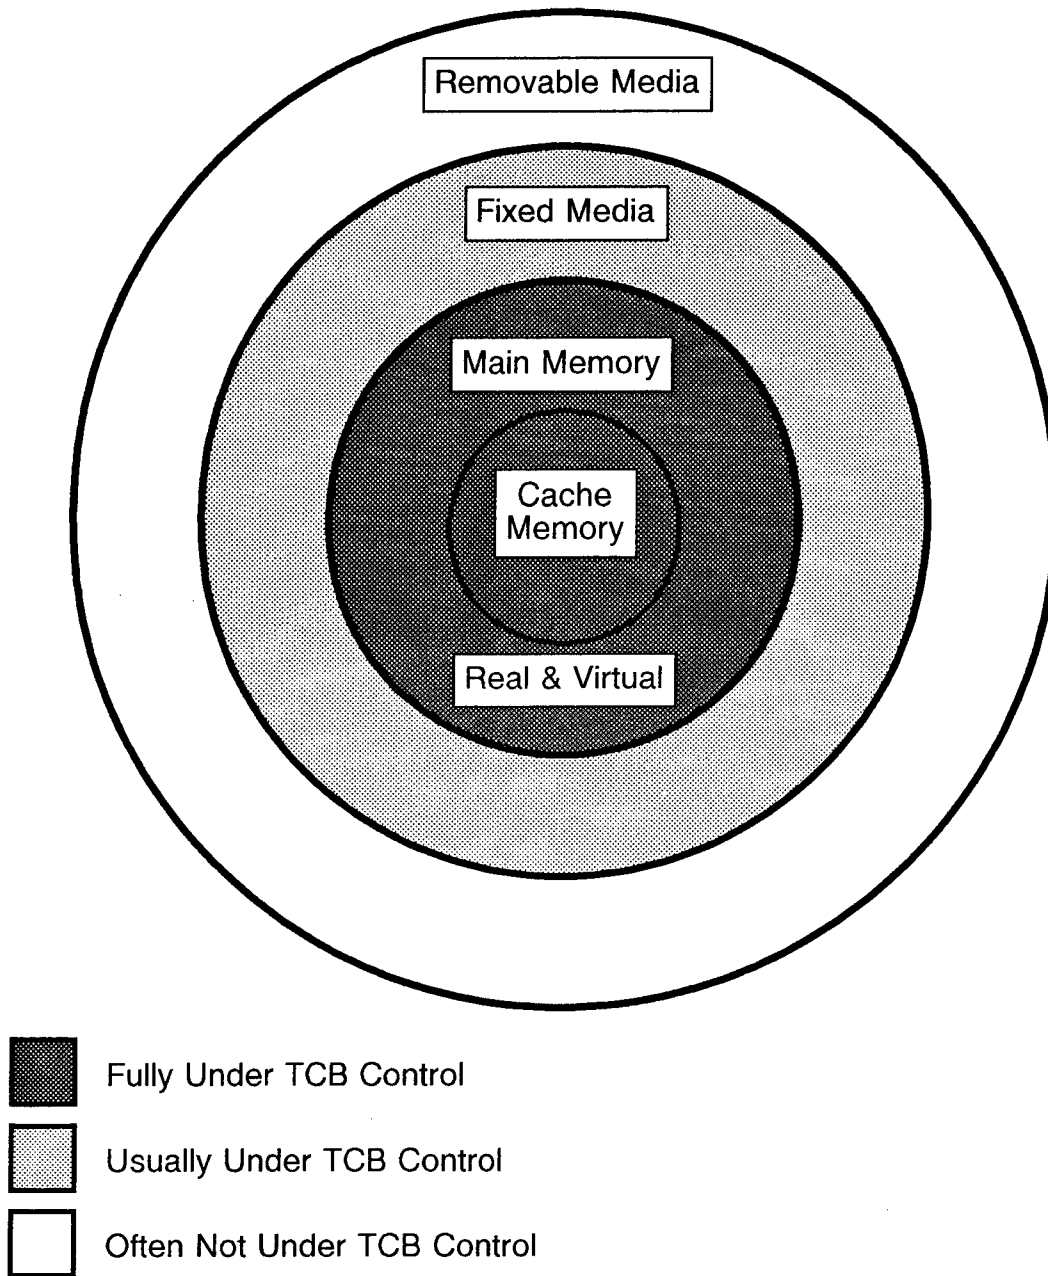 Removable Media
Fixed Media
Main Memory
Cache
Memory
Real & Virtual
Fully Under TCB Control
Usually Under TCB Control
Often Not Under TCB Control